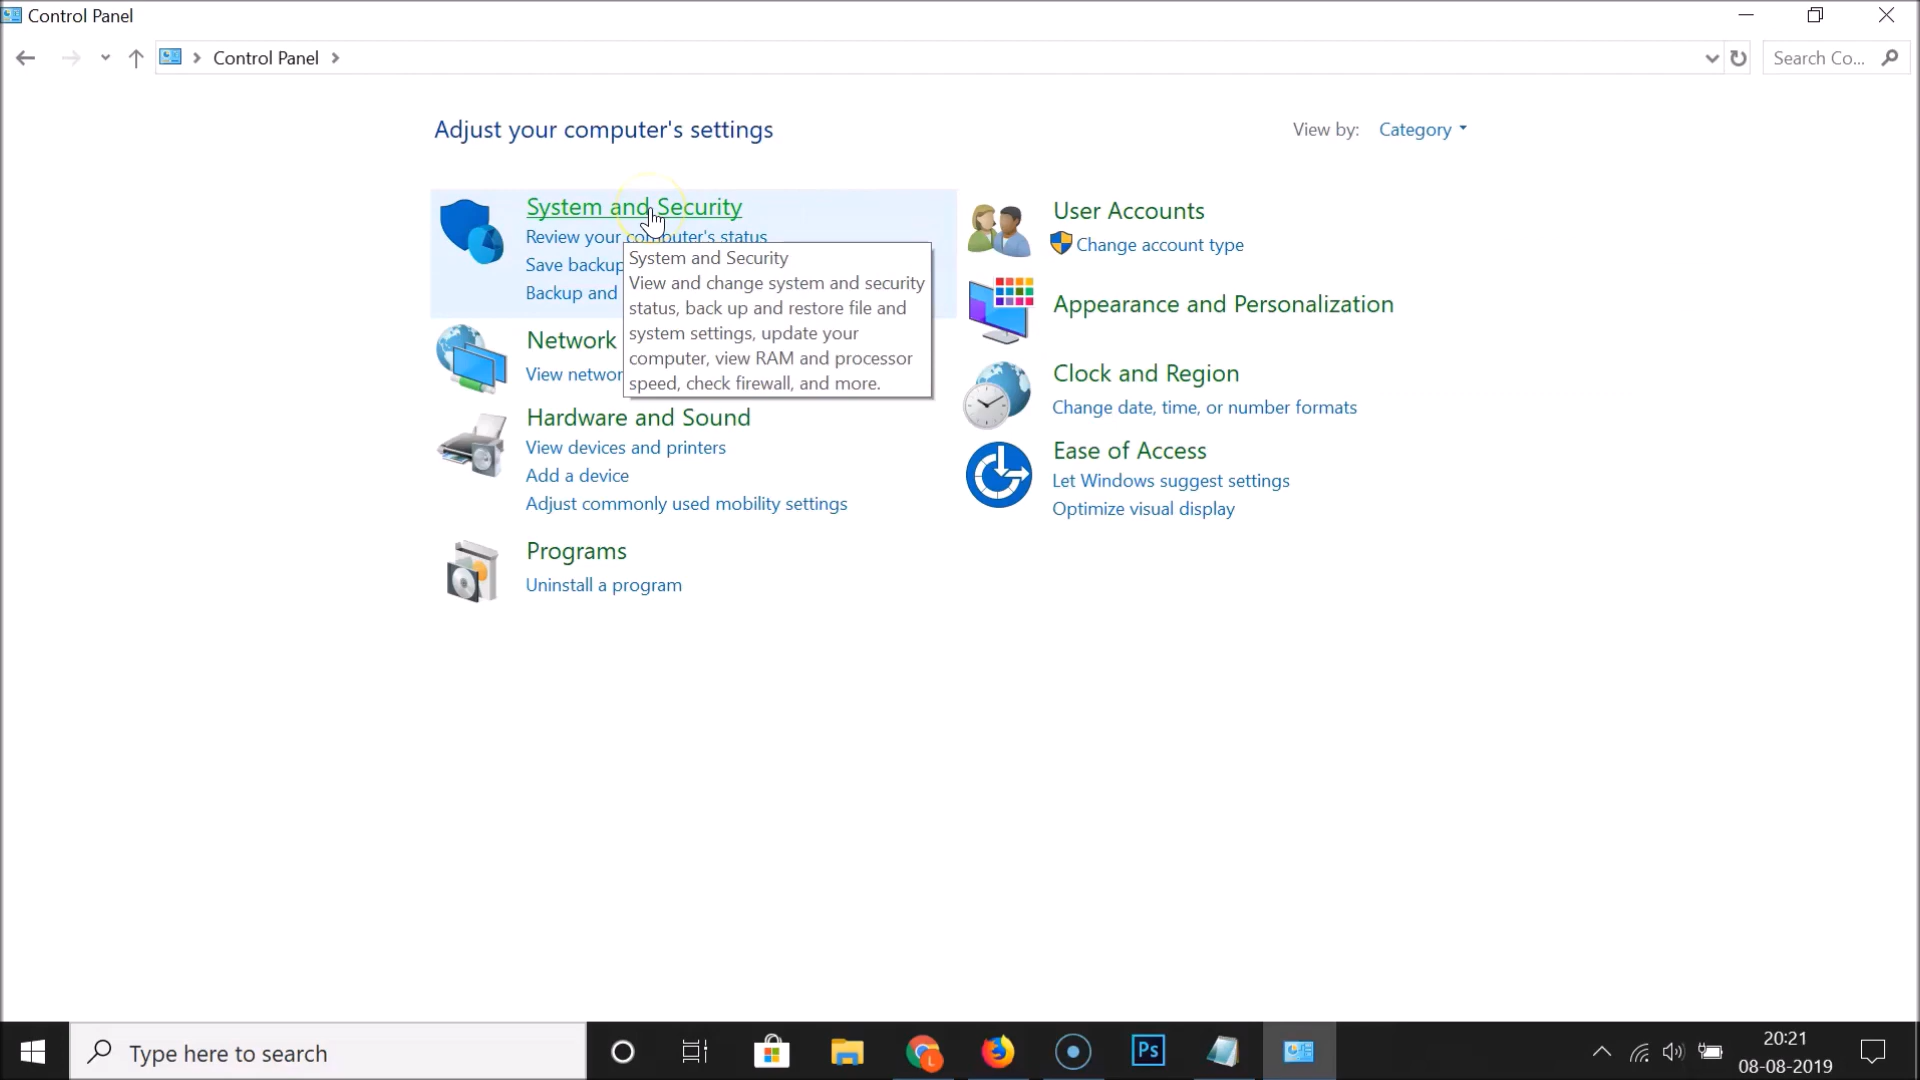 Control Panel
Control Panel
Search Co...
Adjust your computer's settings
View by: Category
System and Security
Review your computer's status
Save backup
Backup and
System and Security
View and change system and security
status, back up and restore file and
system settings, update your
computer, view RAM and processor
speed, check firewall, and more.
Network
View networ
Hardware and Sound
View devices and printers
Add a device
Adjust commonly used mobility settings
Programs
Uninstall a program
User Accounts
Change account type
Appearance and Personalization
Clock and Region
Change date, time, or number formats
Ease of Access
Let Windows suggest settings
Optimize visual display
Type here to search
L
Ps
20:21
08-08-2019